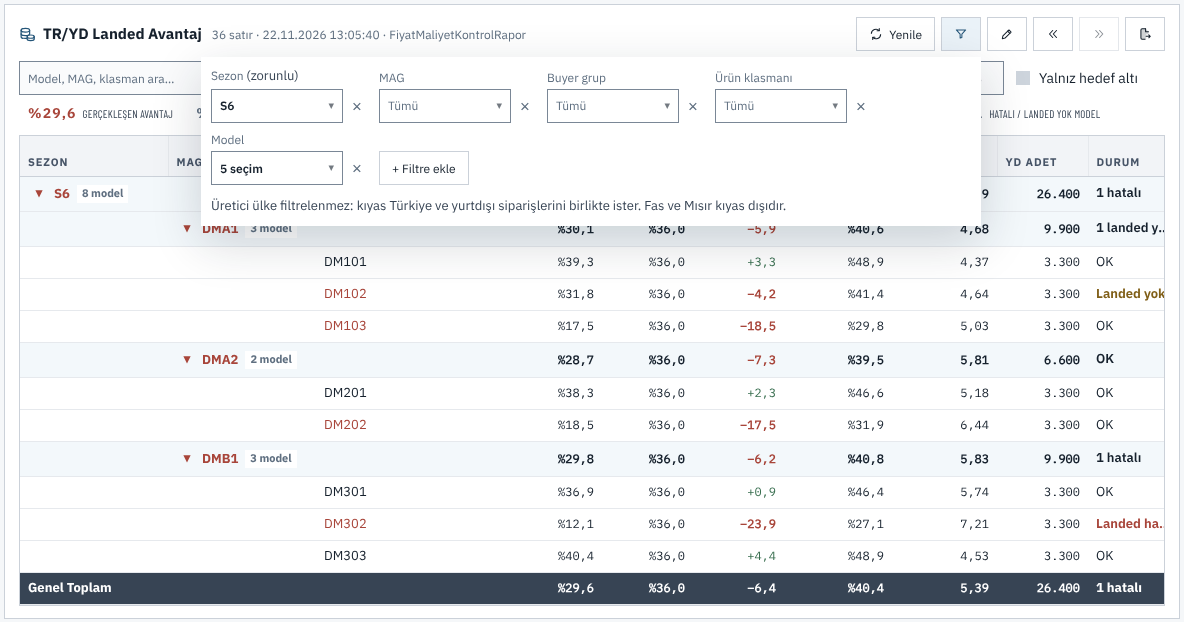 TR/YD Landed Avantaj 36 satır · 22.11.2026 13:05:40 · FiyatMaliyetKontrolRapor Yenile
Model, MAG, klasman ara... Yalnız hedef altı
Sezon (zorunlu) MAG Buyer grup Ürün klasmanı
S6 Tümü Tümü Tümü
Model
5 seçim + Filtre ekle
Üretici ülke filtrelenmez: kıyas Türkiye ve yurtdışı siparişlerini birlikte ister. Fas ve Mısır kıyas dışıdır.
%29,6 GERÇEKLEŞEN AVANTAJ HATALI / LANDED YOK MODEL
SEZON MAG YD ADET DURUM
S6 8 model 26.400 1 hatalı
DMA1 3 model %30,1 %36,0 −5,9 %40,6 4,68 9.900 1 landed y..
DM101 %39,3 %36,0 +3,3 %48,9 4,37 3.300 OK
DM102 %31,8 %36,0 −4,2 %41,4 4,64 3.300 Landed yok
DM103 %17,5 %36,0 −18,5 %29,8 5,03 3.300 OK
DMA2 2 model %28,7 %36,0 −7,3 %39,5 5,81 6.600 OK
DM201 %38,3 %36,0 +2,3 %46,6 5,18 3.300 OK
DM202 %18,5 %36,0 −17,5 %31,9 6,44 3.300 OK
DMB1 3 model %29,8 %36,0 −6,2 %40,8 5,83 9.900 1 hatalı
DM301 %36,9 %36,0 +0,9 %46,4 5,74 3.300 OK
DM302 %12,1 %36,0 −23,9 %27,1 7,21 3.300 Landed ha..
DM303 %40,4 %36,0 +4,4 %48,9 4,53 3.300 OK
Genel Toplam %29,6 %36,0 −6,4 %40,4 5,39 26.400 1 hatalı